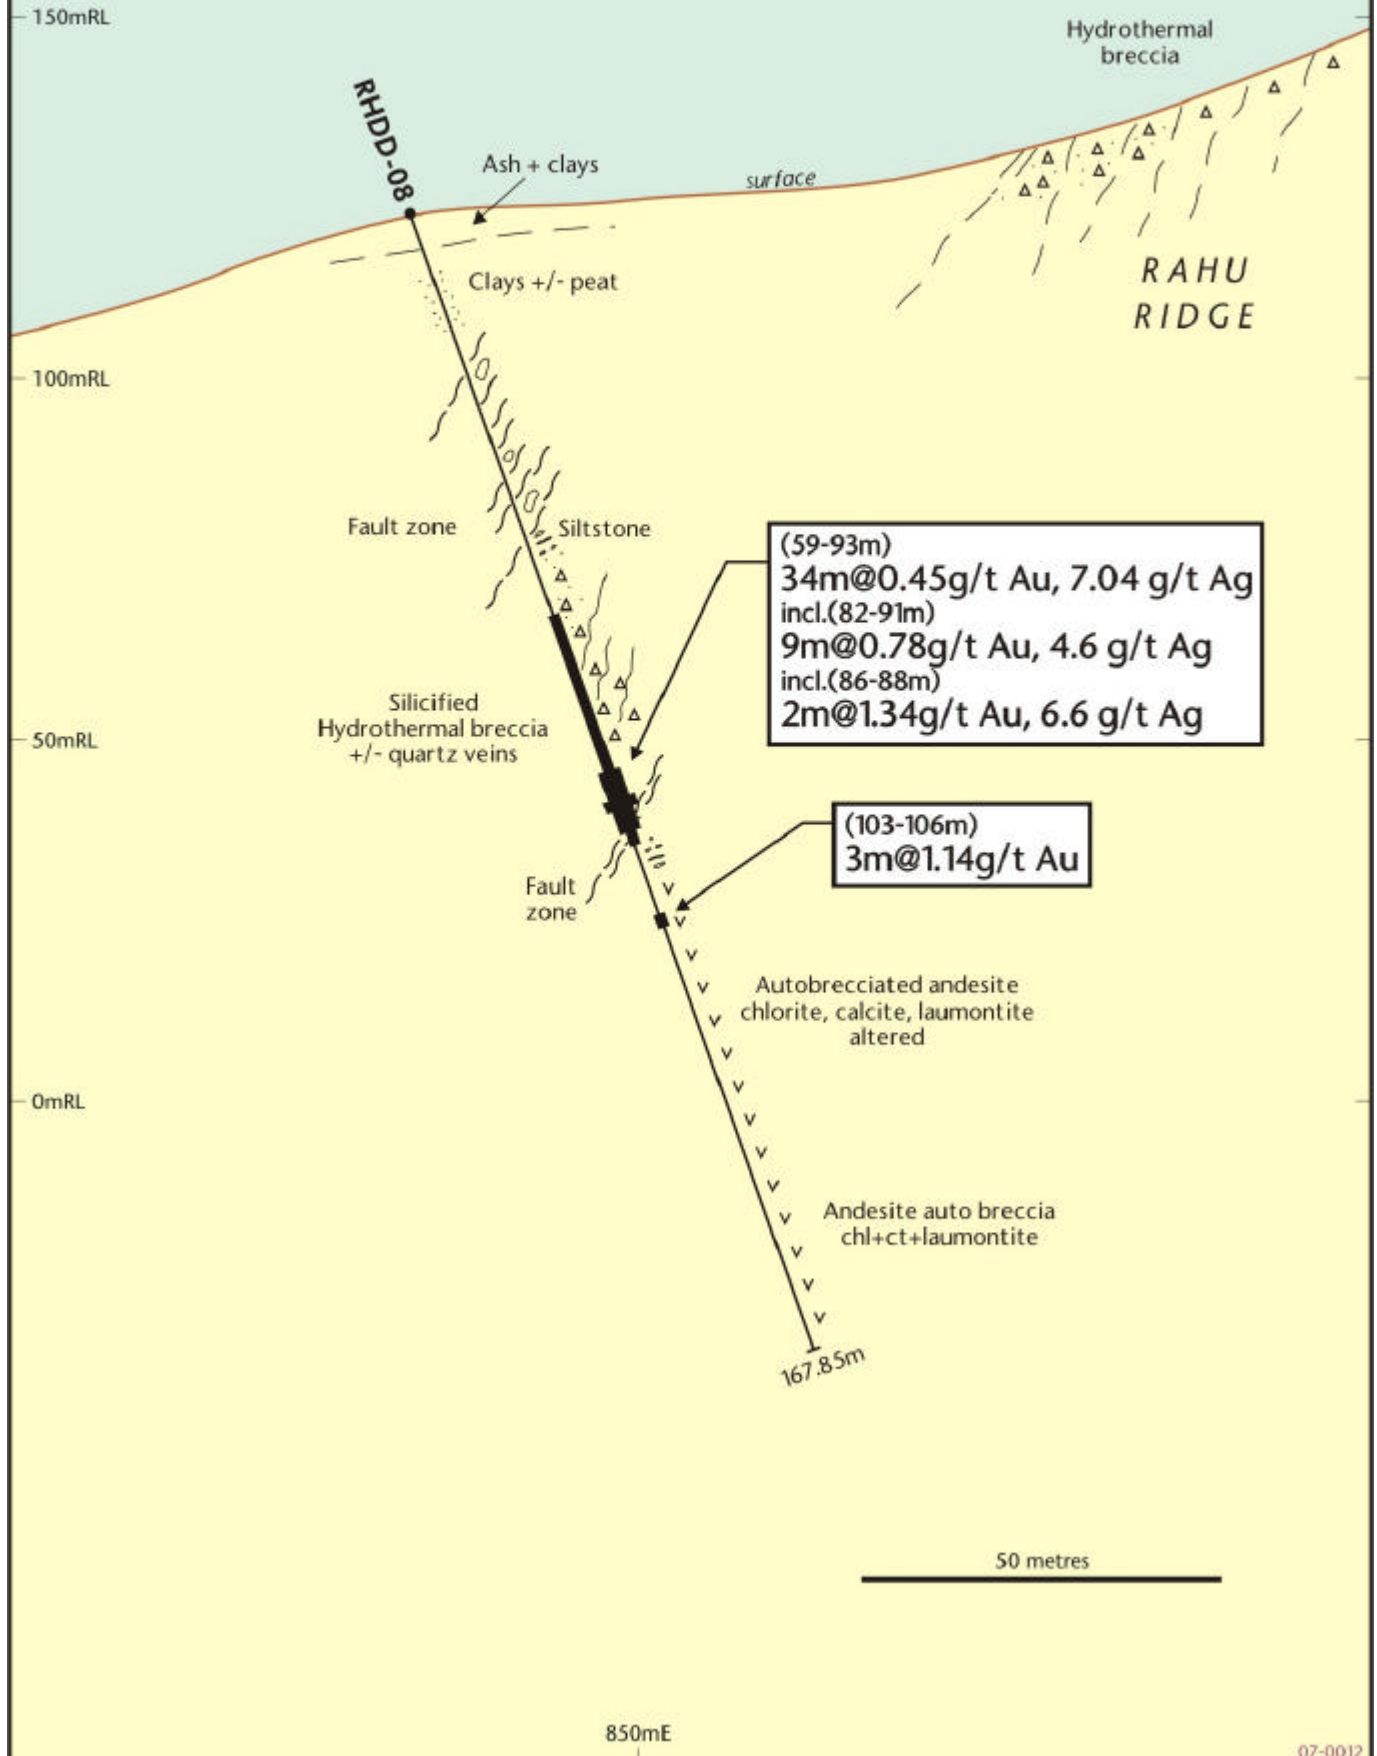 150mRL
Hydrothermal
breccia
RHDD-08
Ash + clays
surface
Clays +/- peat
RAHU
RIDGE
100mRL
Fault zone
Siltstone
(59-93m)
34m@0.45g/t Au, 7.04 g/t Ag
incl.(82-91m)
9m@0.78g/t Au, 4.6 g/t Ag
incl.(86-88m)
2m@1.34g/t Au, 6.6 g/t Ag
Silicified
Hydrothermal breccia
+/- quartz veins
50mRL
(103-106m)
3m@1.14g/t Au
Fault
zone
Autobrecciated andesite
chlorite, calcite, laumontite
altered
0mRL
Andesite auto breccia
chl+ct+laumontite
167.85m
50 metres
850mE
07-0012